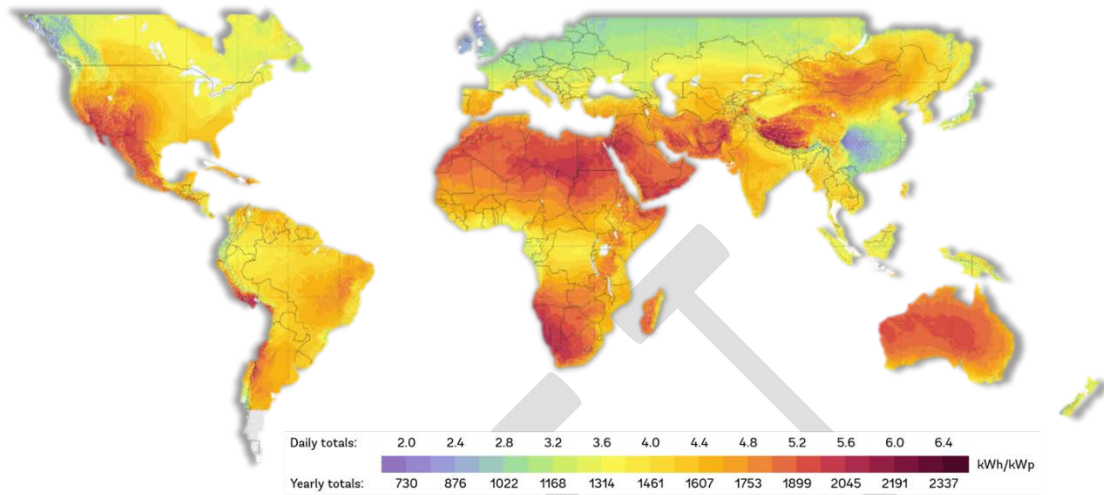 Daily totals: 2.0 2.4 2.8 3.2 3.6 4.0 4.4 4.8 5.2 5.6 6.0 6.4
kWh/kWp
Yearly totals: 730 876 1022 1168 1314 1461 1607 1753 1899 2045 2191 2337